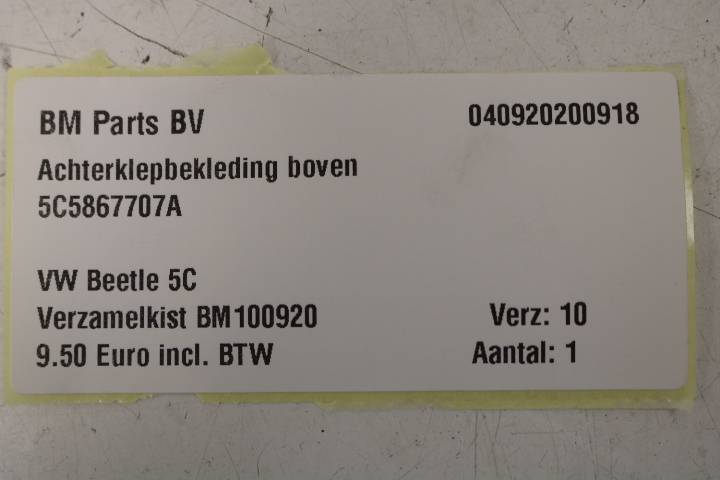 BM Parts BV 040920200918
Achterklepbekleding boven
5C5867707A
VW Beetle 5C
Verzamelkist BM100920 Verz: 10
9.50 Euro incl. BTW Aantal: 1